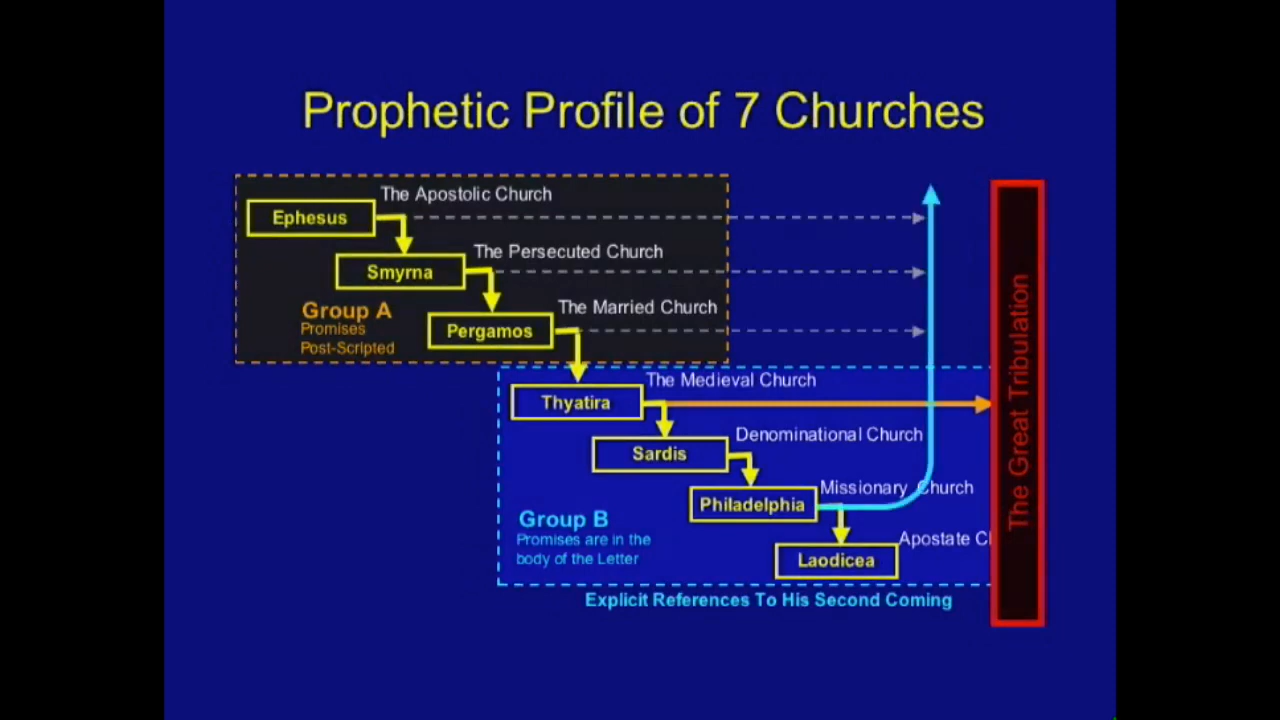 Prophetic Profile of 7 Churches
The Apostolic Church
Ephesus
The Persecuted Church
Smyrna
The Married Church
Group A
Promises
Post-Scripted
Pergamos
The Medieval Church
Thyatira
Denominational Church
Sardis
Missionary Church
Philadelphia
Group B
Promises are in the
body of the Letter
Apostate
Laodicea
Explicit References To His Second Coming
The Great Tribulation